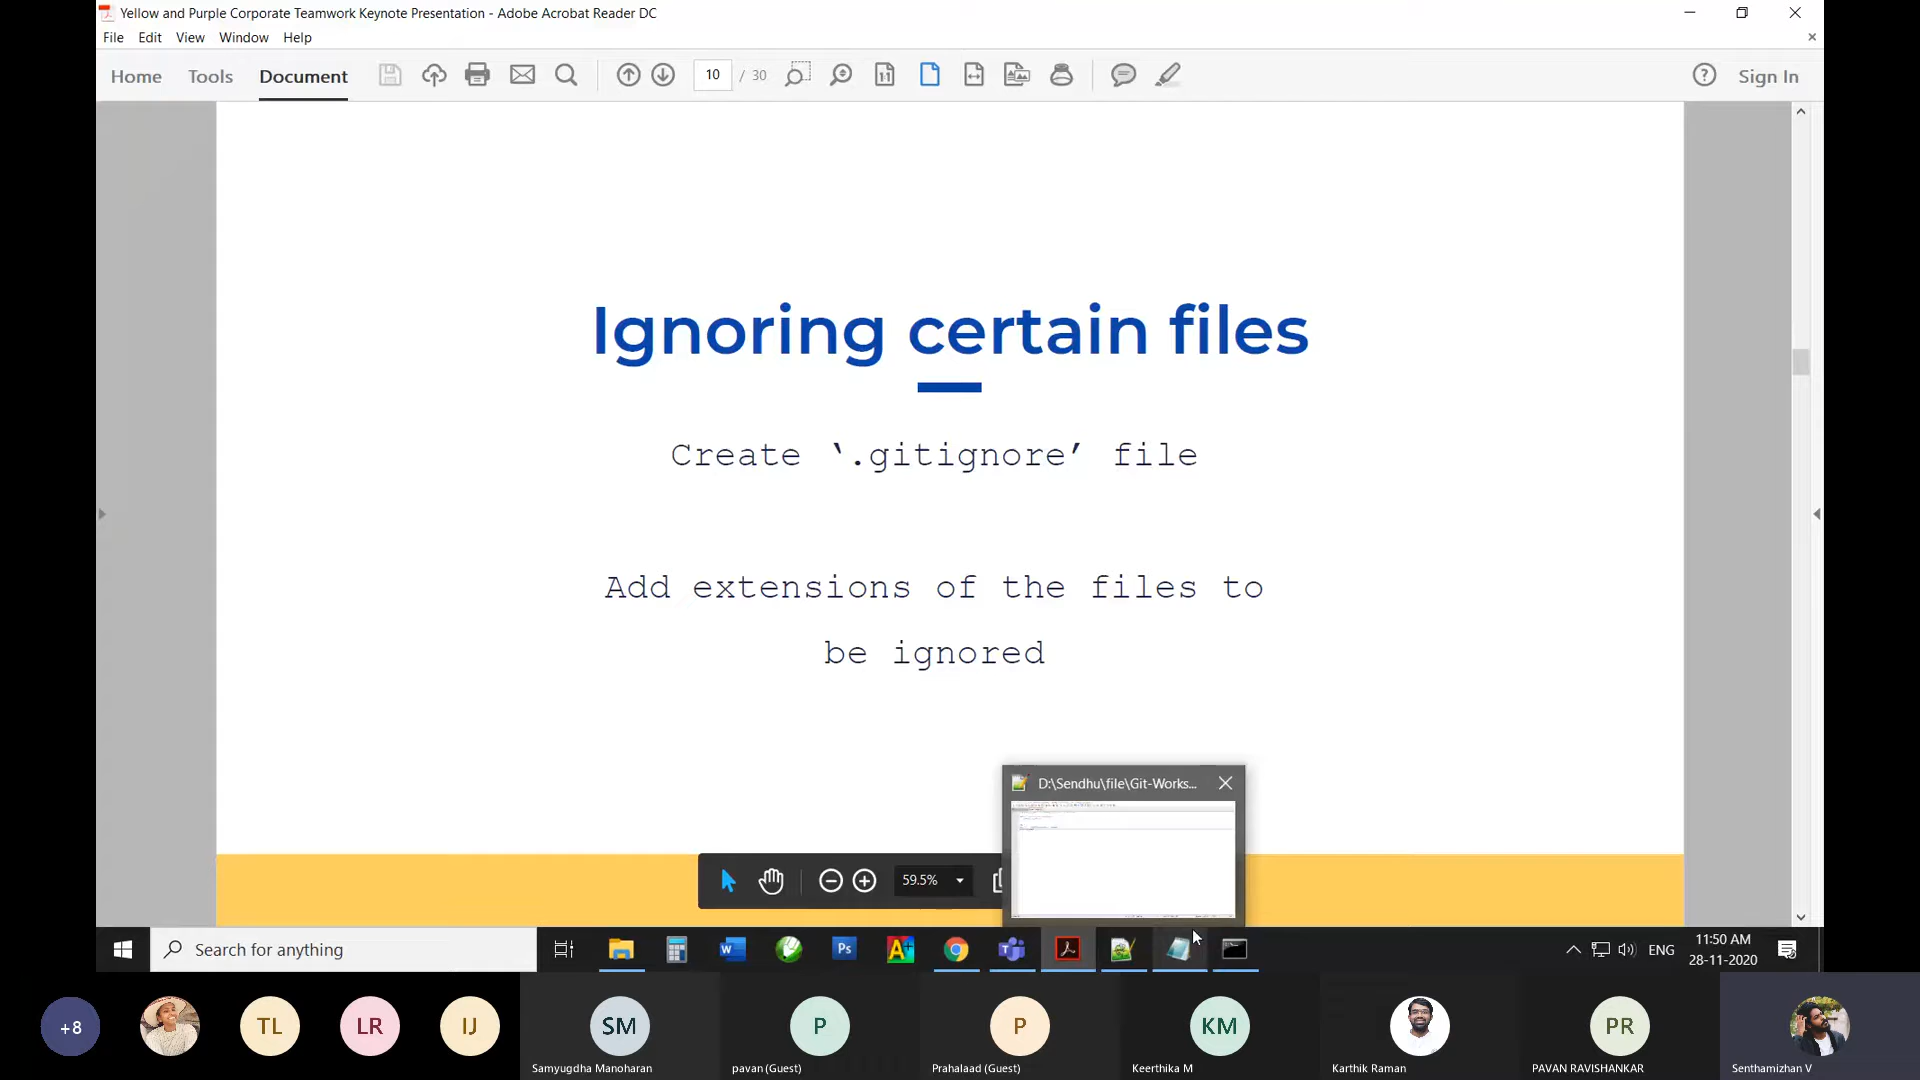 Yellow and Purple Corporate Teamwork Keynote Presentation - Adobe Acrobat Reader DC
File Edit View Window Help
Home Tools Document 10 / 30 Sign In
Ignoring certain files
Create ‘.gitignore’ file
Add extensions of the files to
be ignored
D:\Sendhu\file\Git-Works...
59.5%
Search for anything
W
Ps
ENG
11:50 AM
28-11-2020
+8
TL
LR
IJ
SM
P
P
KM
PR
Samyugdha Manoharan
pavan (Guest)
Prahalaad (Guest)
Keerthika M
Karthik Raman
PAVAN RAVISHANKAR
Senthamizhan V